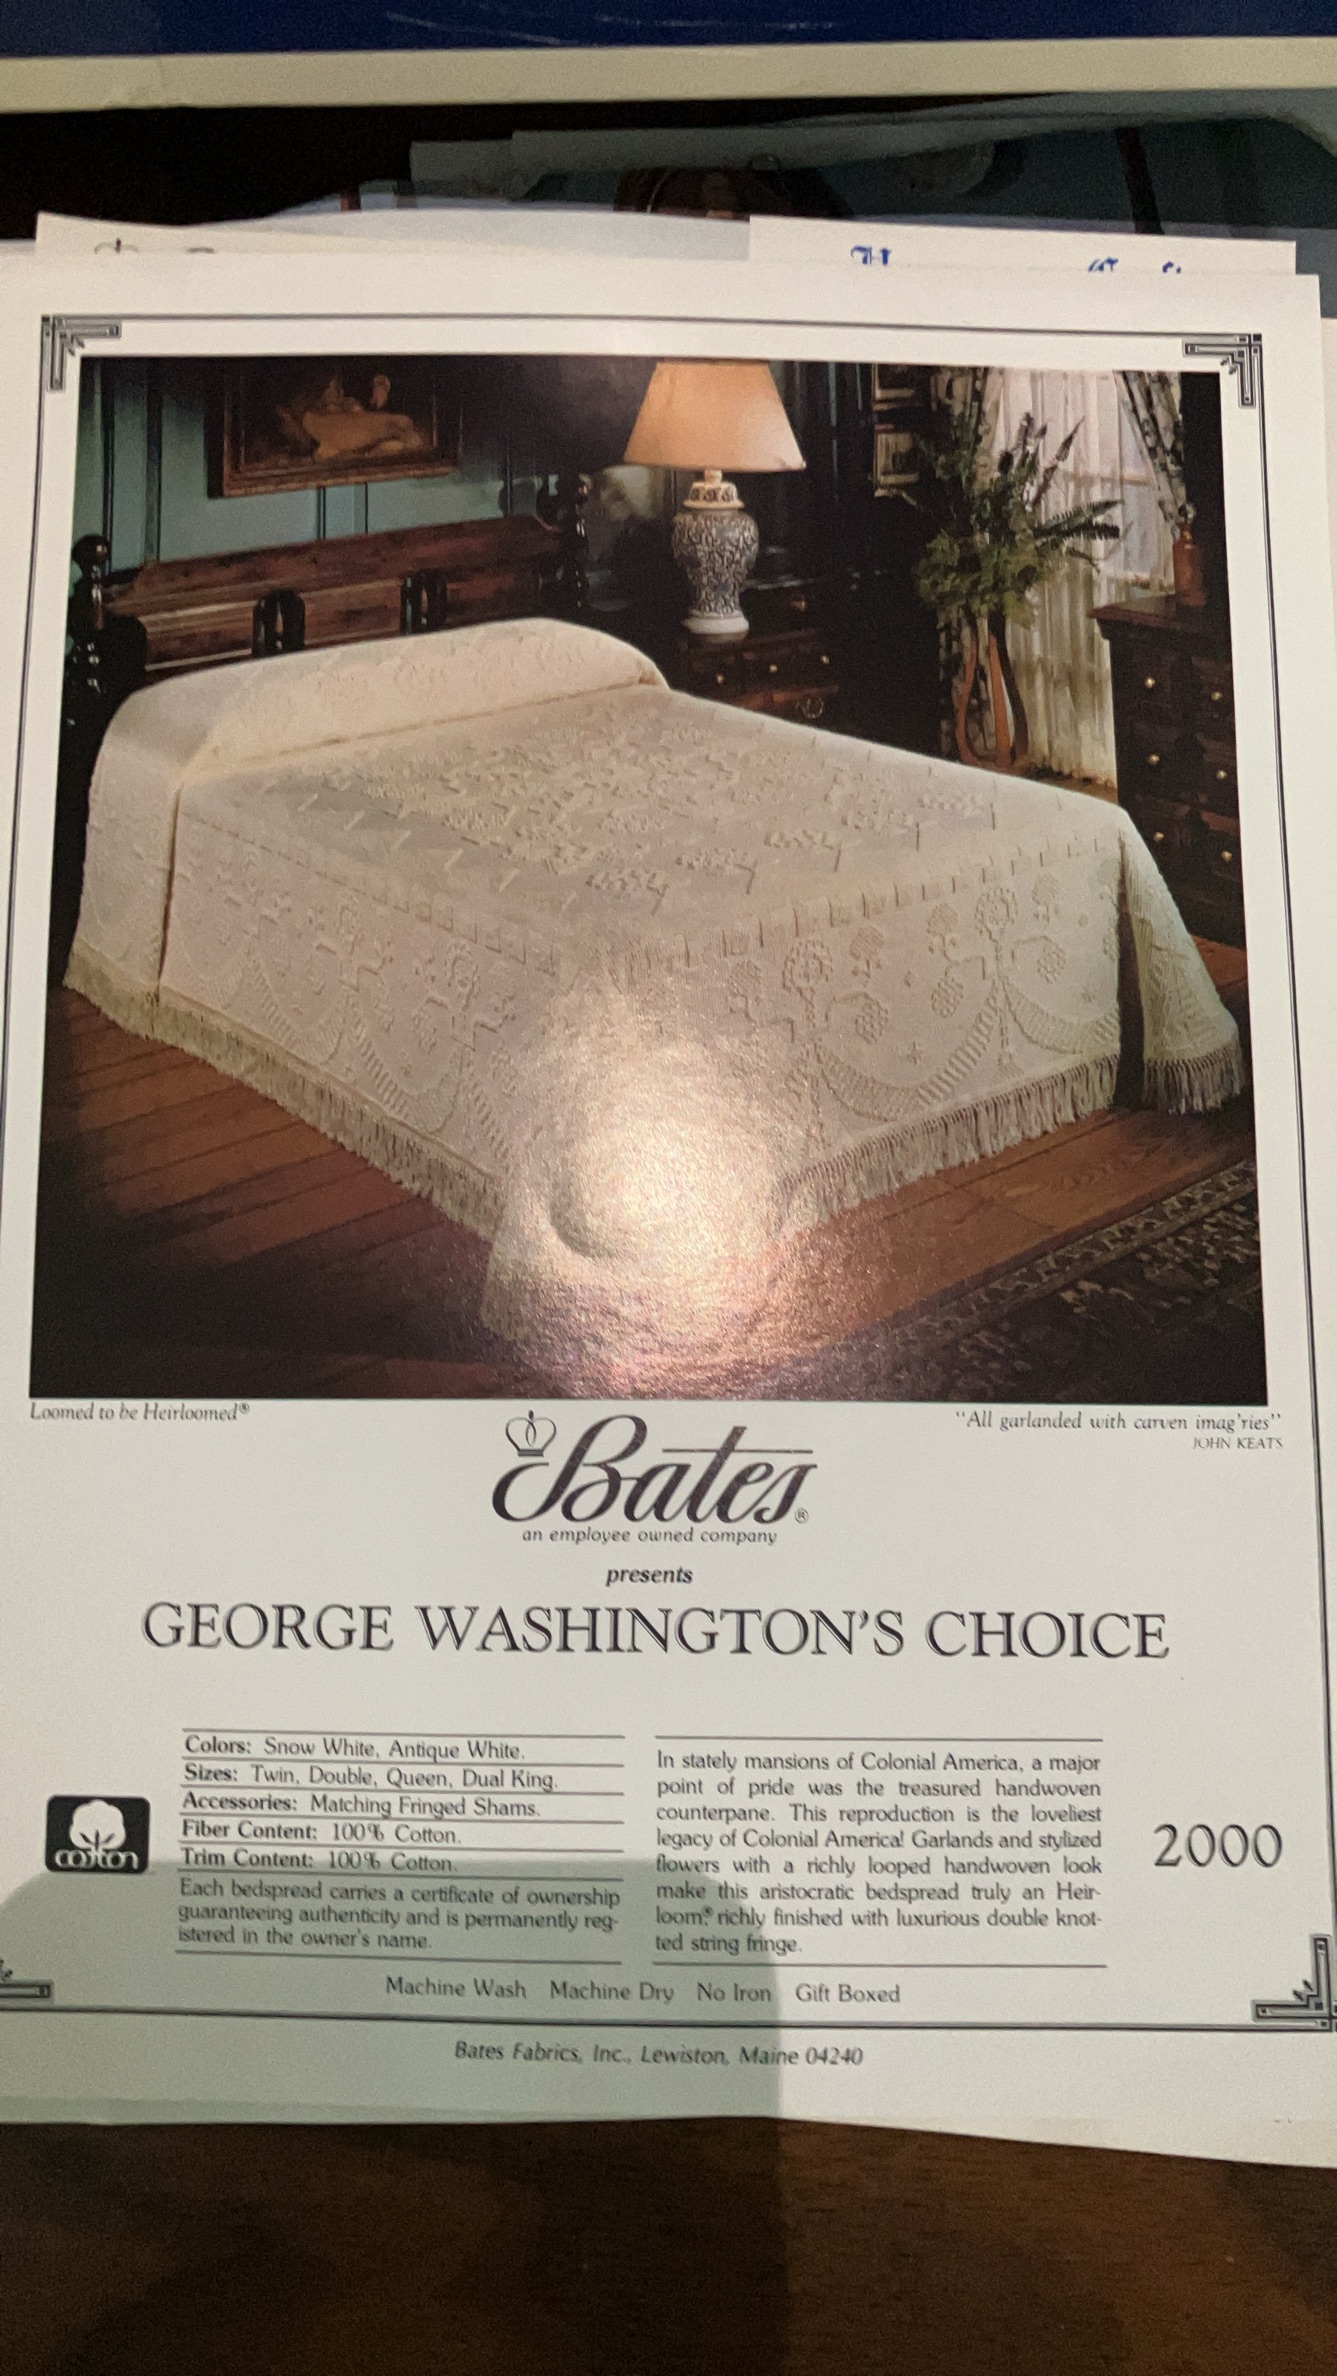 Loomed to be Heirloomed®
"All garlanded with carven imag'ries"
JOHN KEATS
Bates®
an employee owned company
presents
GEORGE WASHINGTON'S CHOICE
Colors: Snow White, Antique White.
Sizes: Twin, Double, Queen, Dual King.
Accessories: Matching Fringed Shams.
Fiber Content: 100% Cotton.
Trim Content: 100% Cotton.
Each bedspread carries a certificate of ownership
guaranteeing authenticity and is permanently reg-
istered in the owner's name.
cotton
In stately mansions of Colonial America, a major
point of pride was the treasured handwoven
counterpane. This reproduction is the loveliest
legacy of Colonial America! Garlands and stylized
flowers with a richly looped handwoven look
make this aristocratic bedspread truly an Heir-
loom,® richly finished with luxurious double knot-
ted string fringe.
2000
Machine Wash Machine Dry No Iron Gift Boxed
Bates Fabrics, Inc., Lewiston, Maine 04240